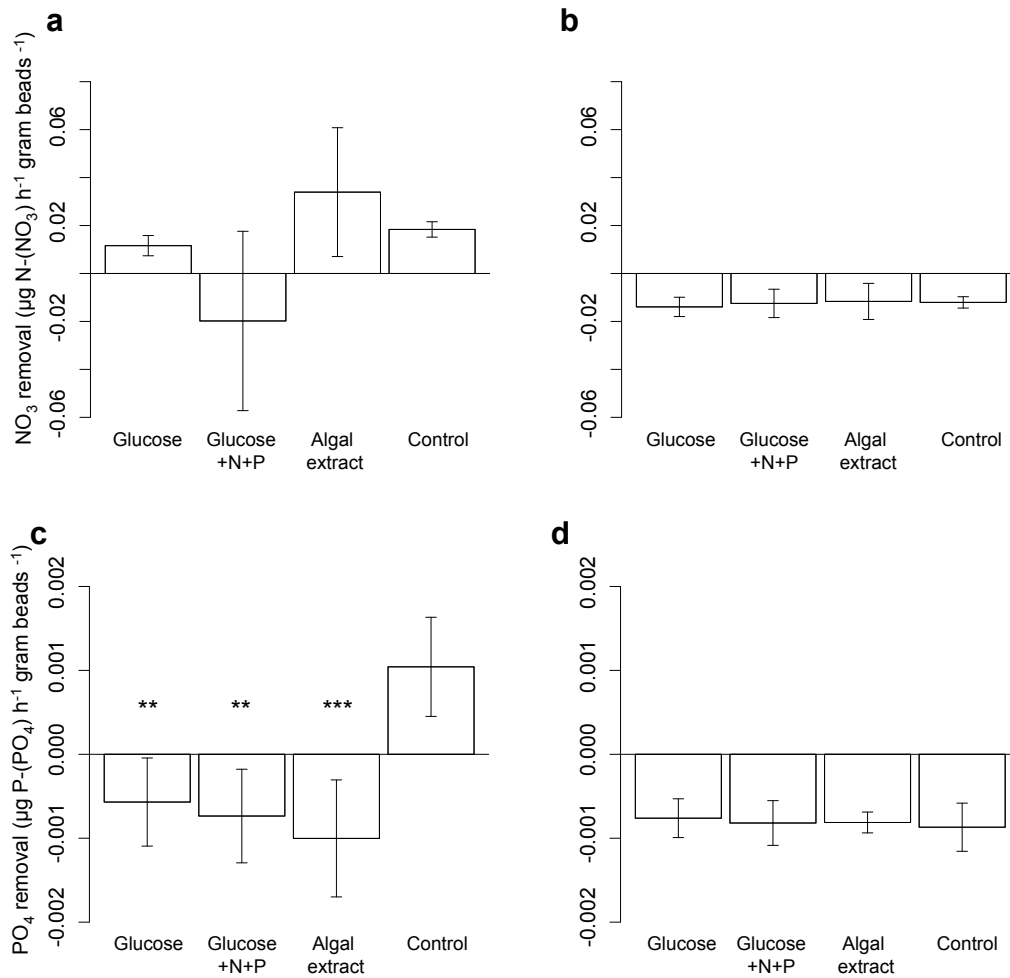 a
b
NO₃ removal (µg N-(NO₃) h⁻¹ gram beads ⁻¹)
0.06
0.02
-0.02
-0.06
Glucose
Glucose
+N+P
Algal
extract
Control
0.06
0.02
-0.02
-0.06
Glucose
Glucose
+N+P
Algal
extract
Control
c
d
PO₄ removal (µg P-(PO₄) h⁻¹ gram beads ⁻¹)
0.002
0.001
0.000
-0.001
-0.002
**
**
***
Glucose
Glucose
+N+P
Algal
extract
Control
0.002
0.001
0.000
-0.001
-0.002
Glucose
Glucose
+N+P
Algal
extract
Control